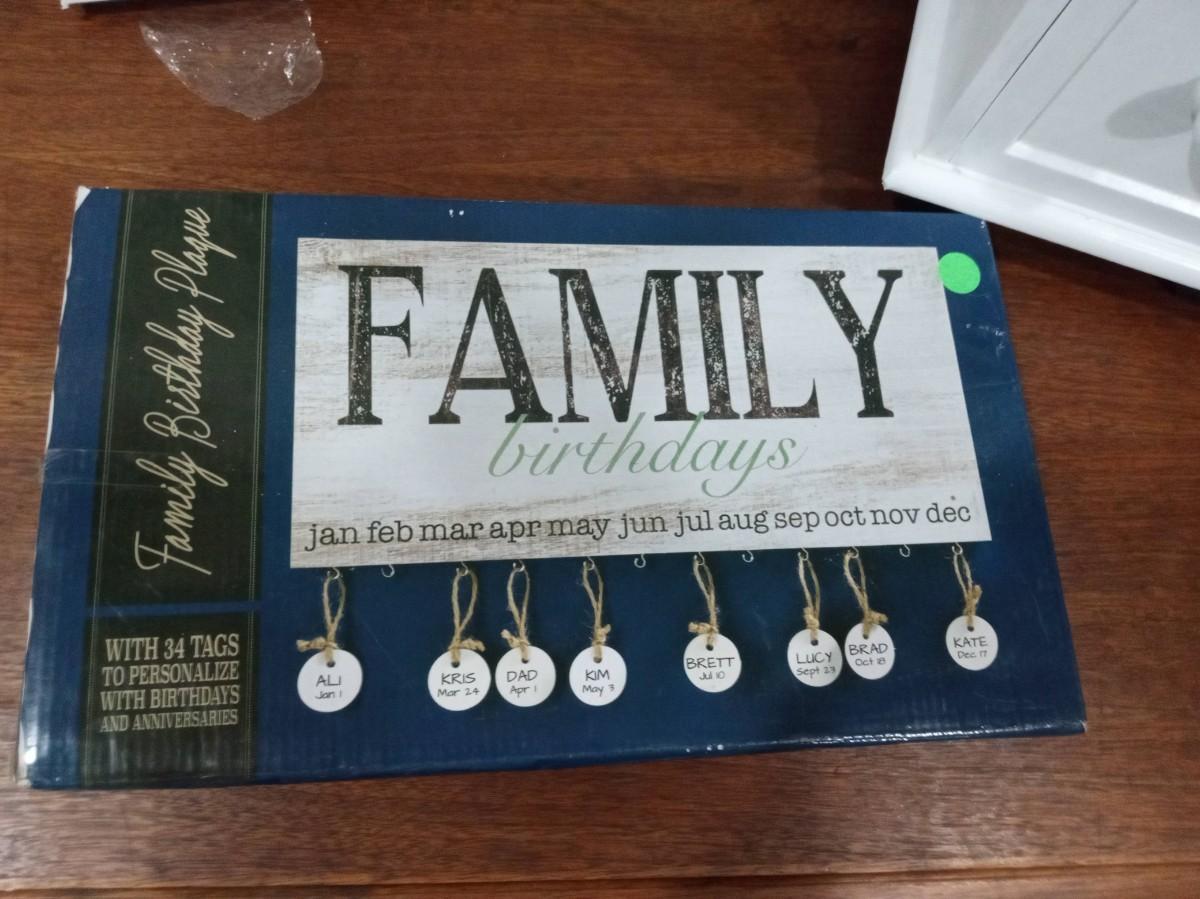 Family Birthday Plaque
WITH 34 TAGS
TO PERSONALIZE
WITH BIRTHDAYS
AND ANNIVERSARIES
FAMILY
birthdays
jan feb mar apr may jun jul aug sep oct nov dec
ALI
Jan 1
KRIS
Mar 24
DAD
Apr 1
KIM
May 3
BRETT
Jul 10
LUCY
Sept 23
BRAD
Oct 18
KATE
Dec 17